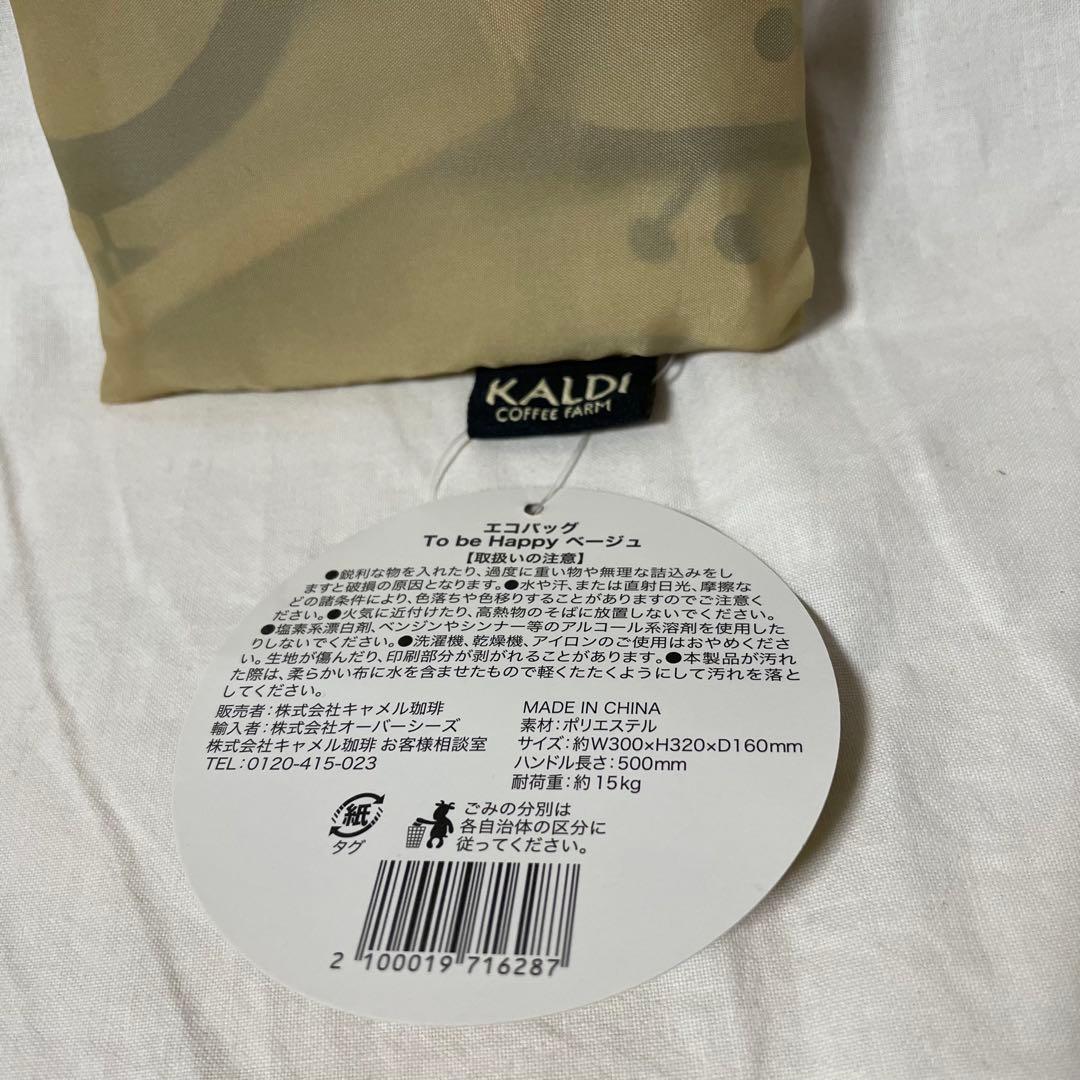 KALDI
COFFEE FARM
エコバッグ
To be Happy ベージュ
【取扱いの注意】
●鋭利な物を入れたり、過度に重い物や無理な詰込みをし
ますと破損の原因となります。●水や汗、または直射日光、摩擦な
どの諸条件により、色落ちや色移りすることがありますのでご注意く
ださい。●火気に近付けたり、高熱物のそばに放置しないでください。
●塩素系漂白剤、ベンジンやシンナー等のアルコール系溶剤を使用した
りしないでください。●洗濯機、乾燥機、アイロンのご使用はおやめくださ
い。生地が傷んだり、印刷部分が剥がれることがあります。●本製品が汚れ
た際は、柔らかい布に水を含ませたもので軽くたたくようにして汚れを落と
してください。
販売者：株式会社キャメル珈琲
輸入者：株式会社オーバーシーズ
株式会社キャメル珈琲 お客様相談室
TEL：0120-415-023
MADE IN CHINA
素材：ポリエステル
サイズ：約W300×H320×D160mm
ハンドル長さ：500mm
耐荷重：約15kg
紙
タグ
ごみの分別は
各自治体の区分に
従ってください。
2 100019 716287